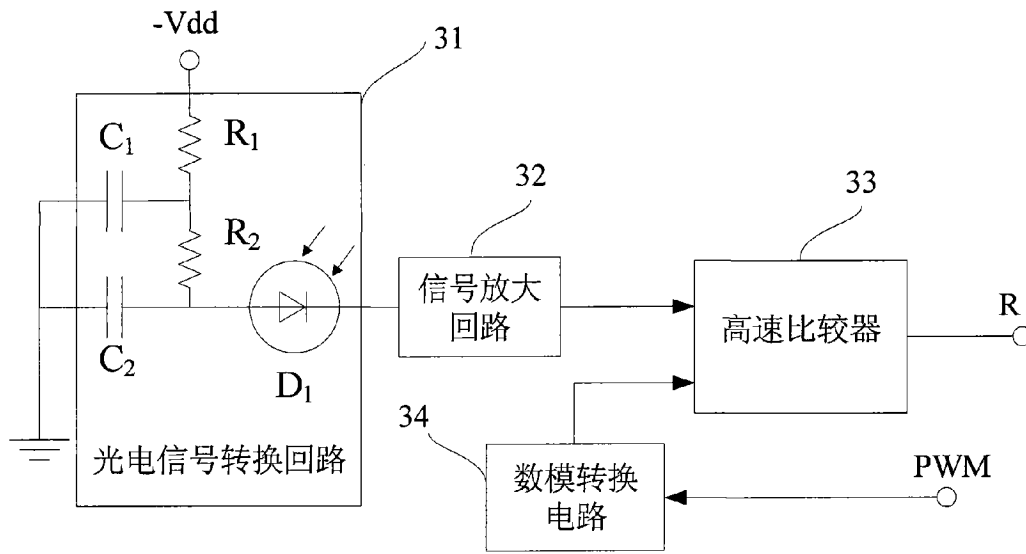 -Vdd
31
C₁
R₁
32
R₂
33
信号放大
回路
高速比较器
R
C₂
D₁
34
光电信号转换回路
数模转换
电路
PWM